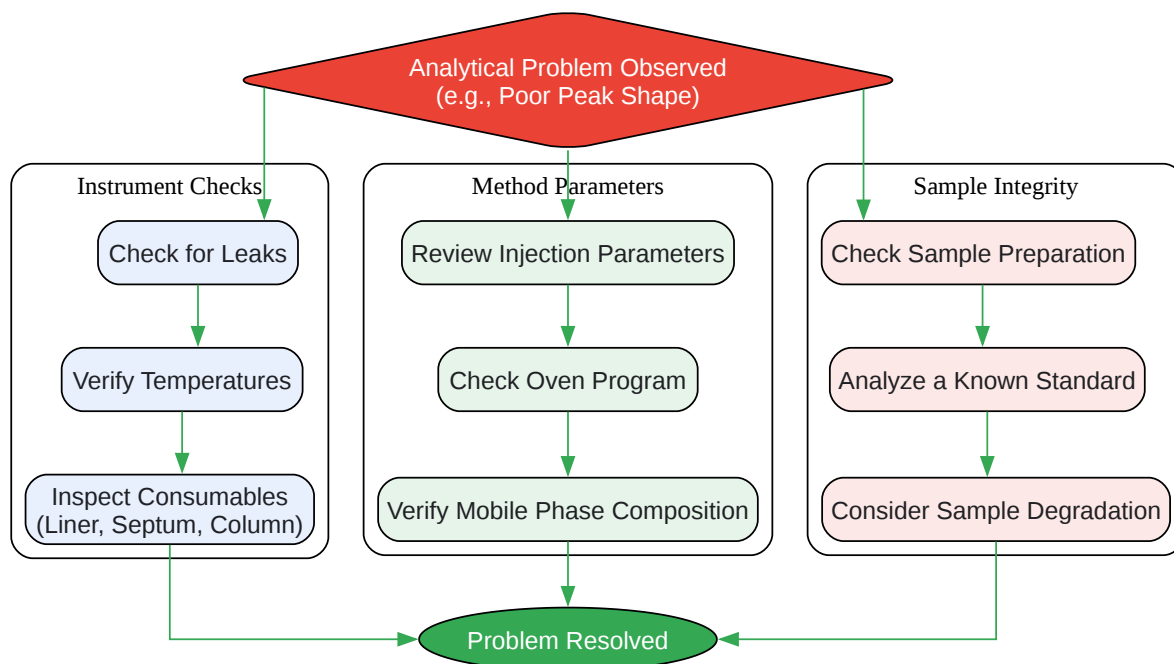 Analytical Problem Observed
(e.g., Poor Peak Shape)
Instrument Checks
Check for Leaks
Verify Temperatures
Inspect Consumables
(Liner, Septum, Column)
Method Parameters
Review Injection Parameters
Check Oven Program
Verify Mobile Phase Composition
Sample Integrity
Check Sample Preparation
Analyze a Known Standard
Consider Sample Degradation
Problem Resolved